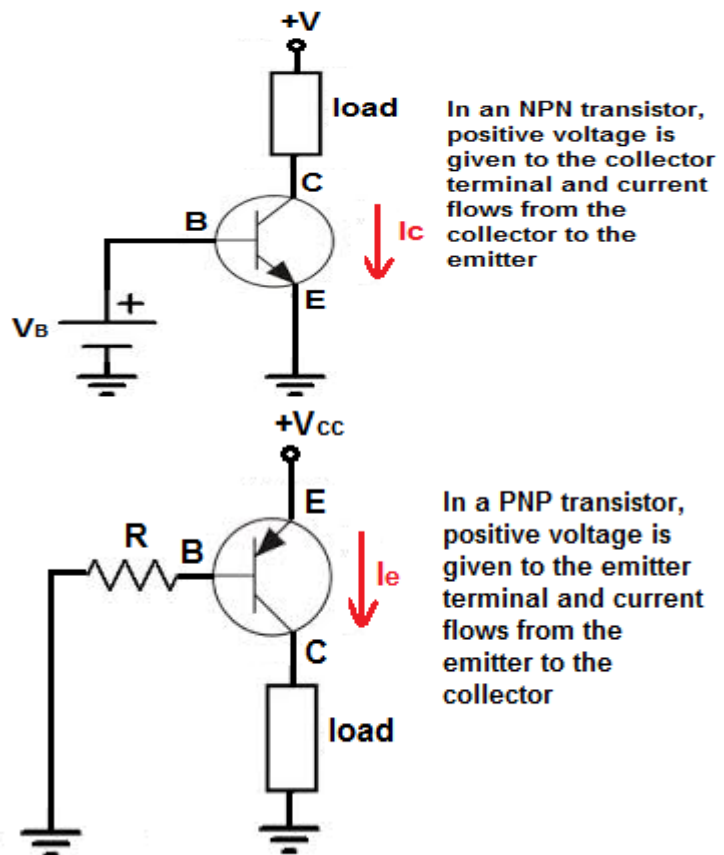 +V
load
In an NPN transistor,
positive voltage is
given to the collector
terminal and current
flows from the
collector to the
emitter
C
B
Ic
E
+
VB
+Vcc
E
In a PNP transistor,
positive voltage is
given to the emitter
terminal and current
flows from the
emitter to the
collector
R
B
Ie
C
load